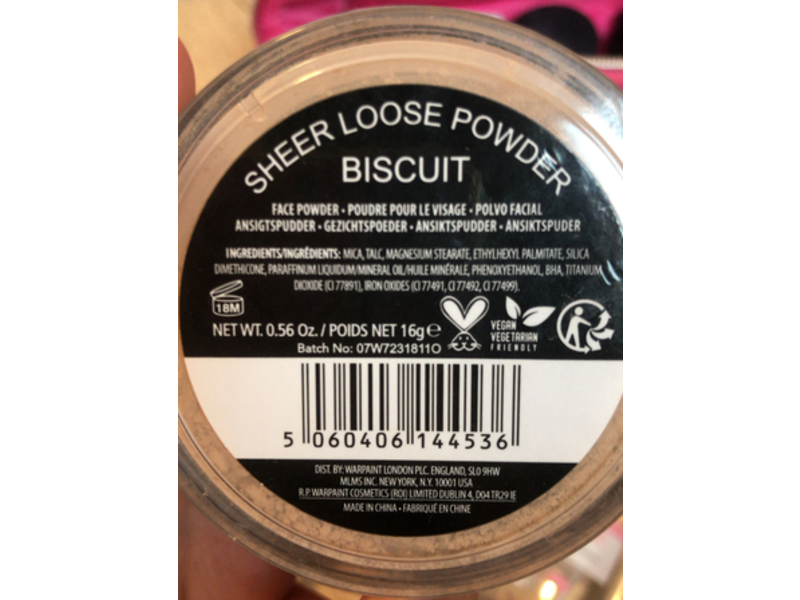 SHEER LOOSE POWDER
BISCUIT
FACE POWDER • POUDRE POUR LE VISAGE • POLVO FACIAL
ANSIGTSPUDDER • GEZICHTSPOEDER • ANSIKTSPUDDER • ANSIKTSPUDER
INGREDIENTS/INGRÉDIENTS: MICA, TALC, MAGNESIUM STEARATE, ETHYLHEXYL PALMITATE, SILICA
DIMETHICONE, PARAFFINUM LIQUIDUM/MINERAL OIL/HUILE MINÉRALE, PHENOXYETHANOL, BHA, TITANIUM
DIOXIDE (CI 77891), IRON OXIDES (CI 77491, CI 77492, CI 77499).
18M
NET WT. 0.56 Oz. / POIDS NET 16g e
VEGAN
VEGETARIAN
FRIENDLY
Batch No: 07W7231811O
5 060406 144536
DIST. BY: WARPAINT LONDON PLC. ENGLAND, SL0 9HW
MLMS INC. NEW YORK, N.Y. 10001 USA
R.P. WARPAINT COSMETICS (ROI) LIMITED DUBLIN 4, D04 TR29 IE
MADE IN CHINA • FABRIQUÉ EN CHINE